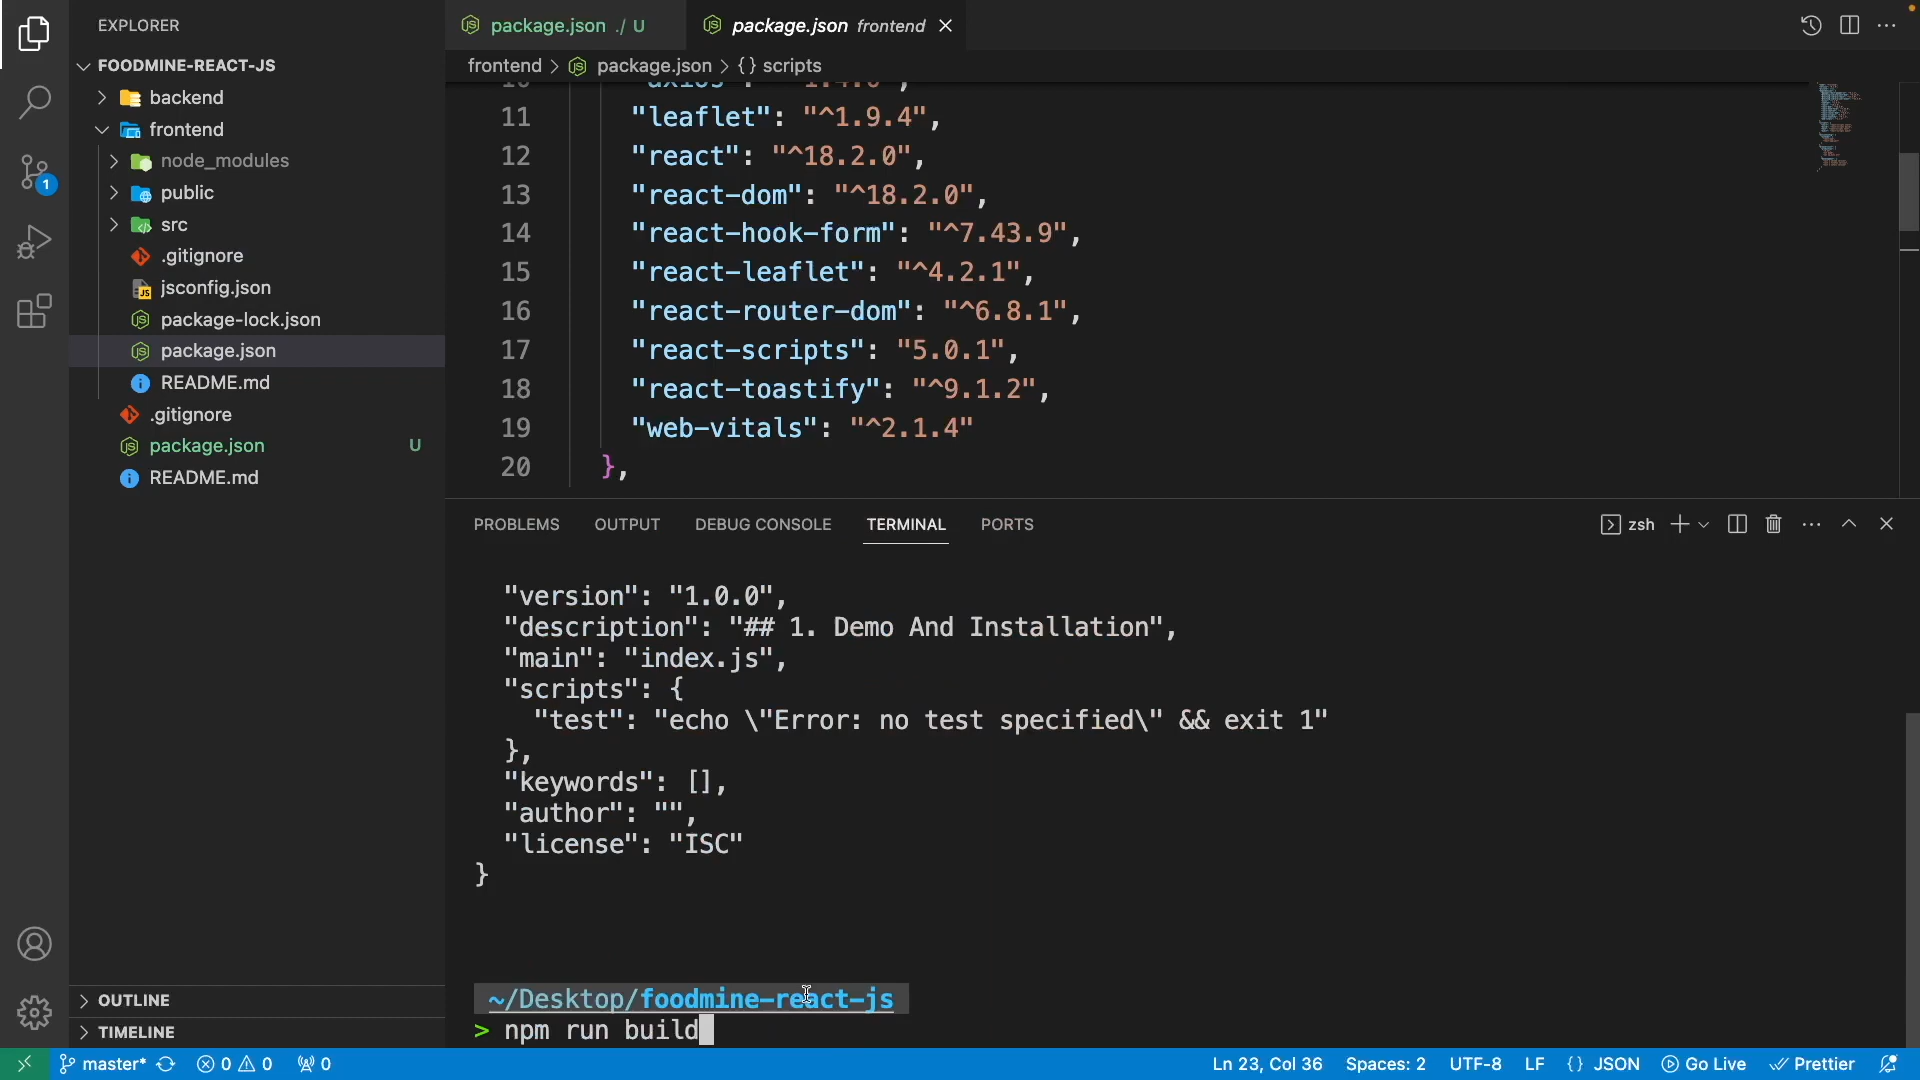 EXPLORER
FOODMINE-REACT-JS
backend
frontend
node_modules
public
src
.gitignore
jsconfig.json
package-lock.json
package.json
README.md
.gitignore
package.json U
README.md
OUTLINE
TIMELINE
package.json ./ U
package.json frontend
frontend > package.json > {} scripts
11 "leaflet": "^1.9.4",
12 "react": "^18.2.0",
13 "react-dom": "^18.2.0",
14 "react-hook-form": "^7.43.9",
15 "react-leaflet": "^4.2.1",
16 "react-router-dom": "^6.8.1",
17 "react-scripts": "5.0.1",
18 "react-toastify": "^9.1.2",
19 "web-vitals": "^2.1.4"
20 },
PROBLEMS OUTPUT DEBUG CONSOLE TERMINAL PORTS zsh
"version": "1.0.0",
"description": "## 1. Demo And Installation",
"main": "index.js",
"scripts": {
"test": "echo \"Error: no test specified\" && exit 1"
},
"keywords": [],
"author": "",
"license": "ISC"
}
~/Desktop/foodmine-react-js
> npm run build
1
master* 0 0 0 Ln 23, Col 36 Spaces: 2 UTF-8 LF {} JSON Go Live Prettier